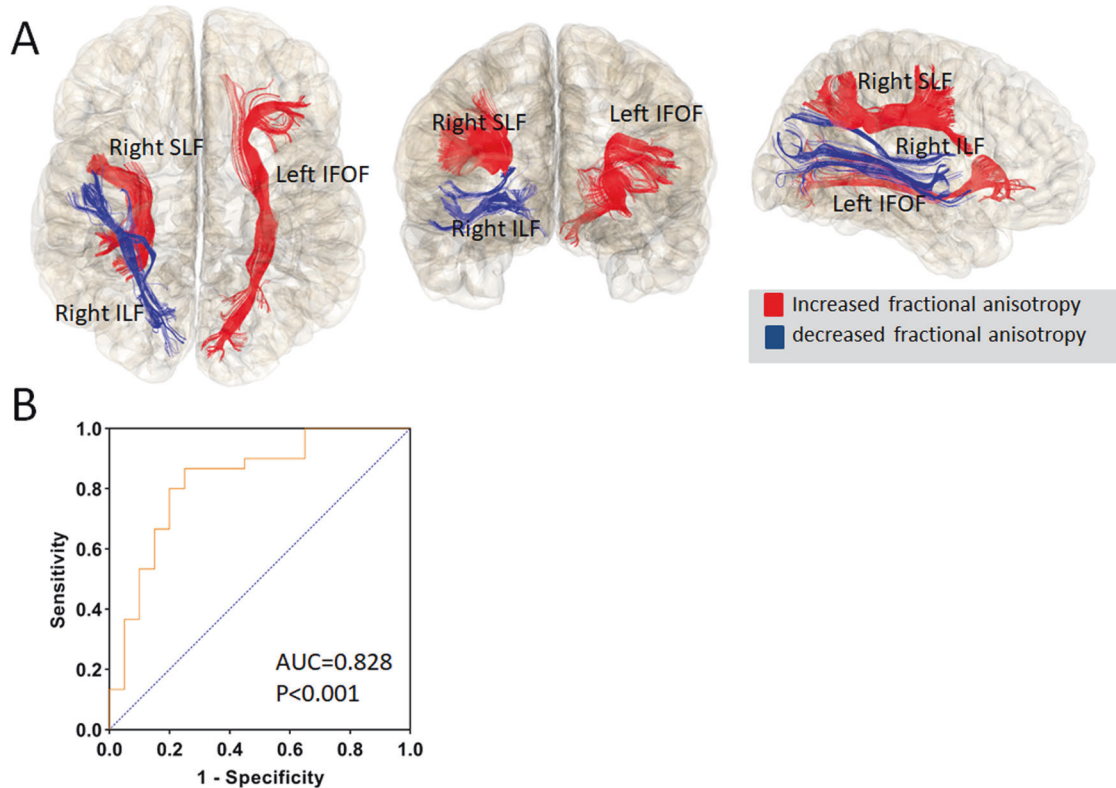 A
Right SLF
Left IFOF
Right ILF
Right SLF
Left IFOF
Right ILF
Right SLF
Right ILF
Left IFOF
Increased fractional anisotropy
decreased fractional anisotropy
B
1.0
0.8
0.6
0.4
0.2
0.0
Sensitivity
AUC=0.828
P<0.001
0.0 0.2 0.4 0.6 0.8 1.0
1 - Specificity